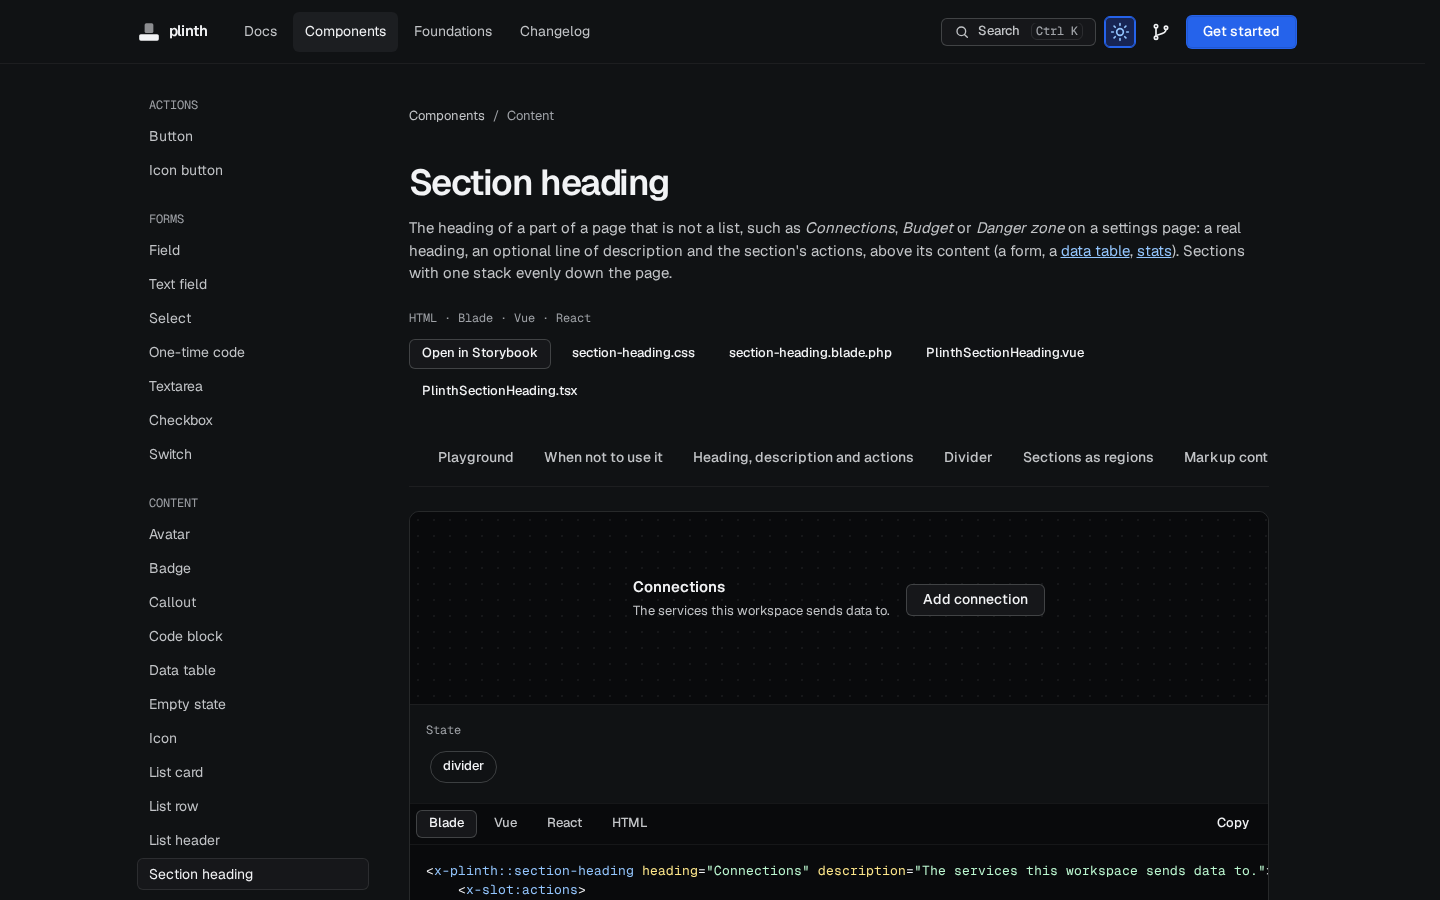 plinth
Docs
Components
Foundations
Changelog
Search
Ctrl K
Get started
ACTIONS
Button
Icon button
FORMS
Field
Text field
Select
One-time code
Textarea
Checkbox
Switch
CONTENT
Avatar
Badge
Callout
Code block
Data table
Empty state
Icon
List card
List row
List header
Section heading
Components / Content
Section heading
The heading of a part of a page that is not a list, such as Connections, Budget or Danger zone on a settings page: a real
heading, an optional line of description and the section's actions, above its content (a form, a data table, stats). Sections
with one stack evenly down the page.
HTML · Blade · Vue · React
Open in Storybook
section-heading.css
section-heading.blade.php
PlinthSectionHeading.vue
PlinthSectionHeading.tsx
Playground
When not to use it
Heading, description and actions
Divider
Sections as regions
Markup cont
Connections
The services this workspace sends data to.
Add connection
State
divider
Blade
Vue
React
HTML
Copy
<x-plinth::section-heading heading="Connections" description="The services this workspace sends data to.">
<x-slot:actions>